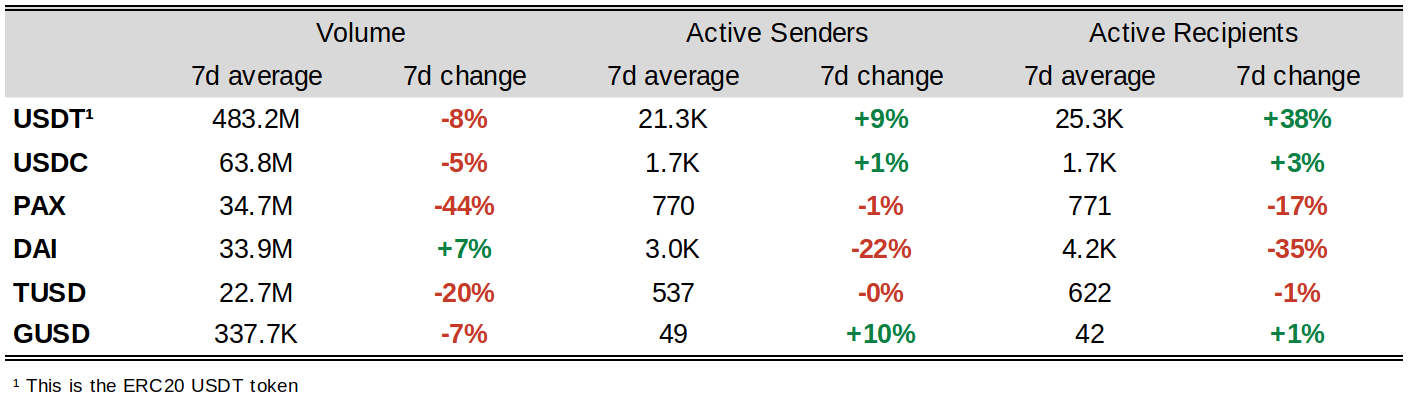 Volume Active Senders Active Recipients
7d average 7d change 7d average 7d change 7d average 7d change
USDT¹ 483.2M -8% 21.3K +9% 25.3K +38%
USDC 63.8M -5% 1.7K +1% 1.7K +3%
PAX 34.7M -44% 770 -1% 771 -17%
DAI 33.9M +7% 3.0K -22% 4.2K -35%
TUSD 22.7M -20% 537 -0% 622 -1%
GUSD 337.7K -7% 49 +10% 42 +1%
¹ This is the ERC20 USDT token